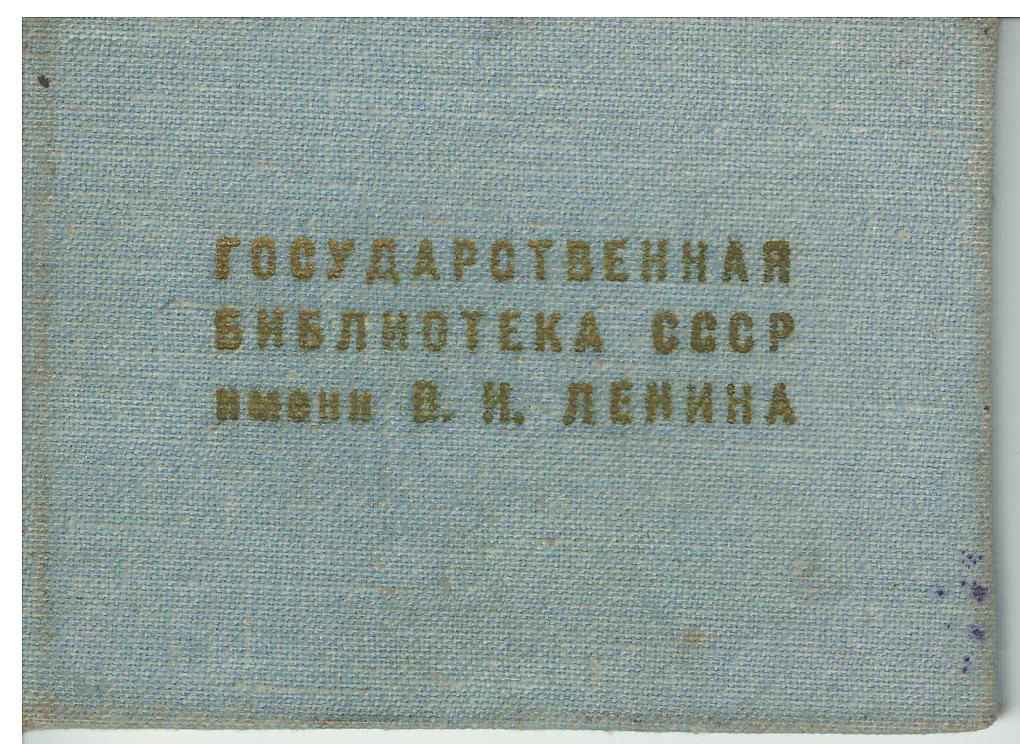 ГОСУДАРСТВЕННАЯ
БИБЛИОТЕКА СССР
имени В. И. ЛЕНИНА